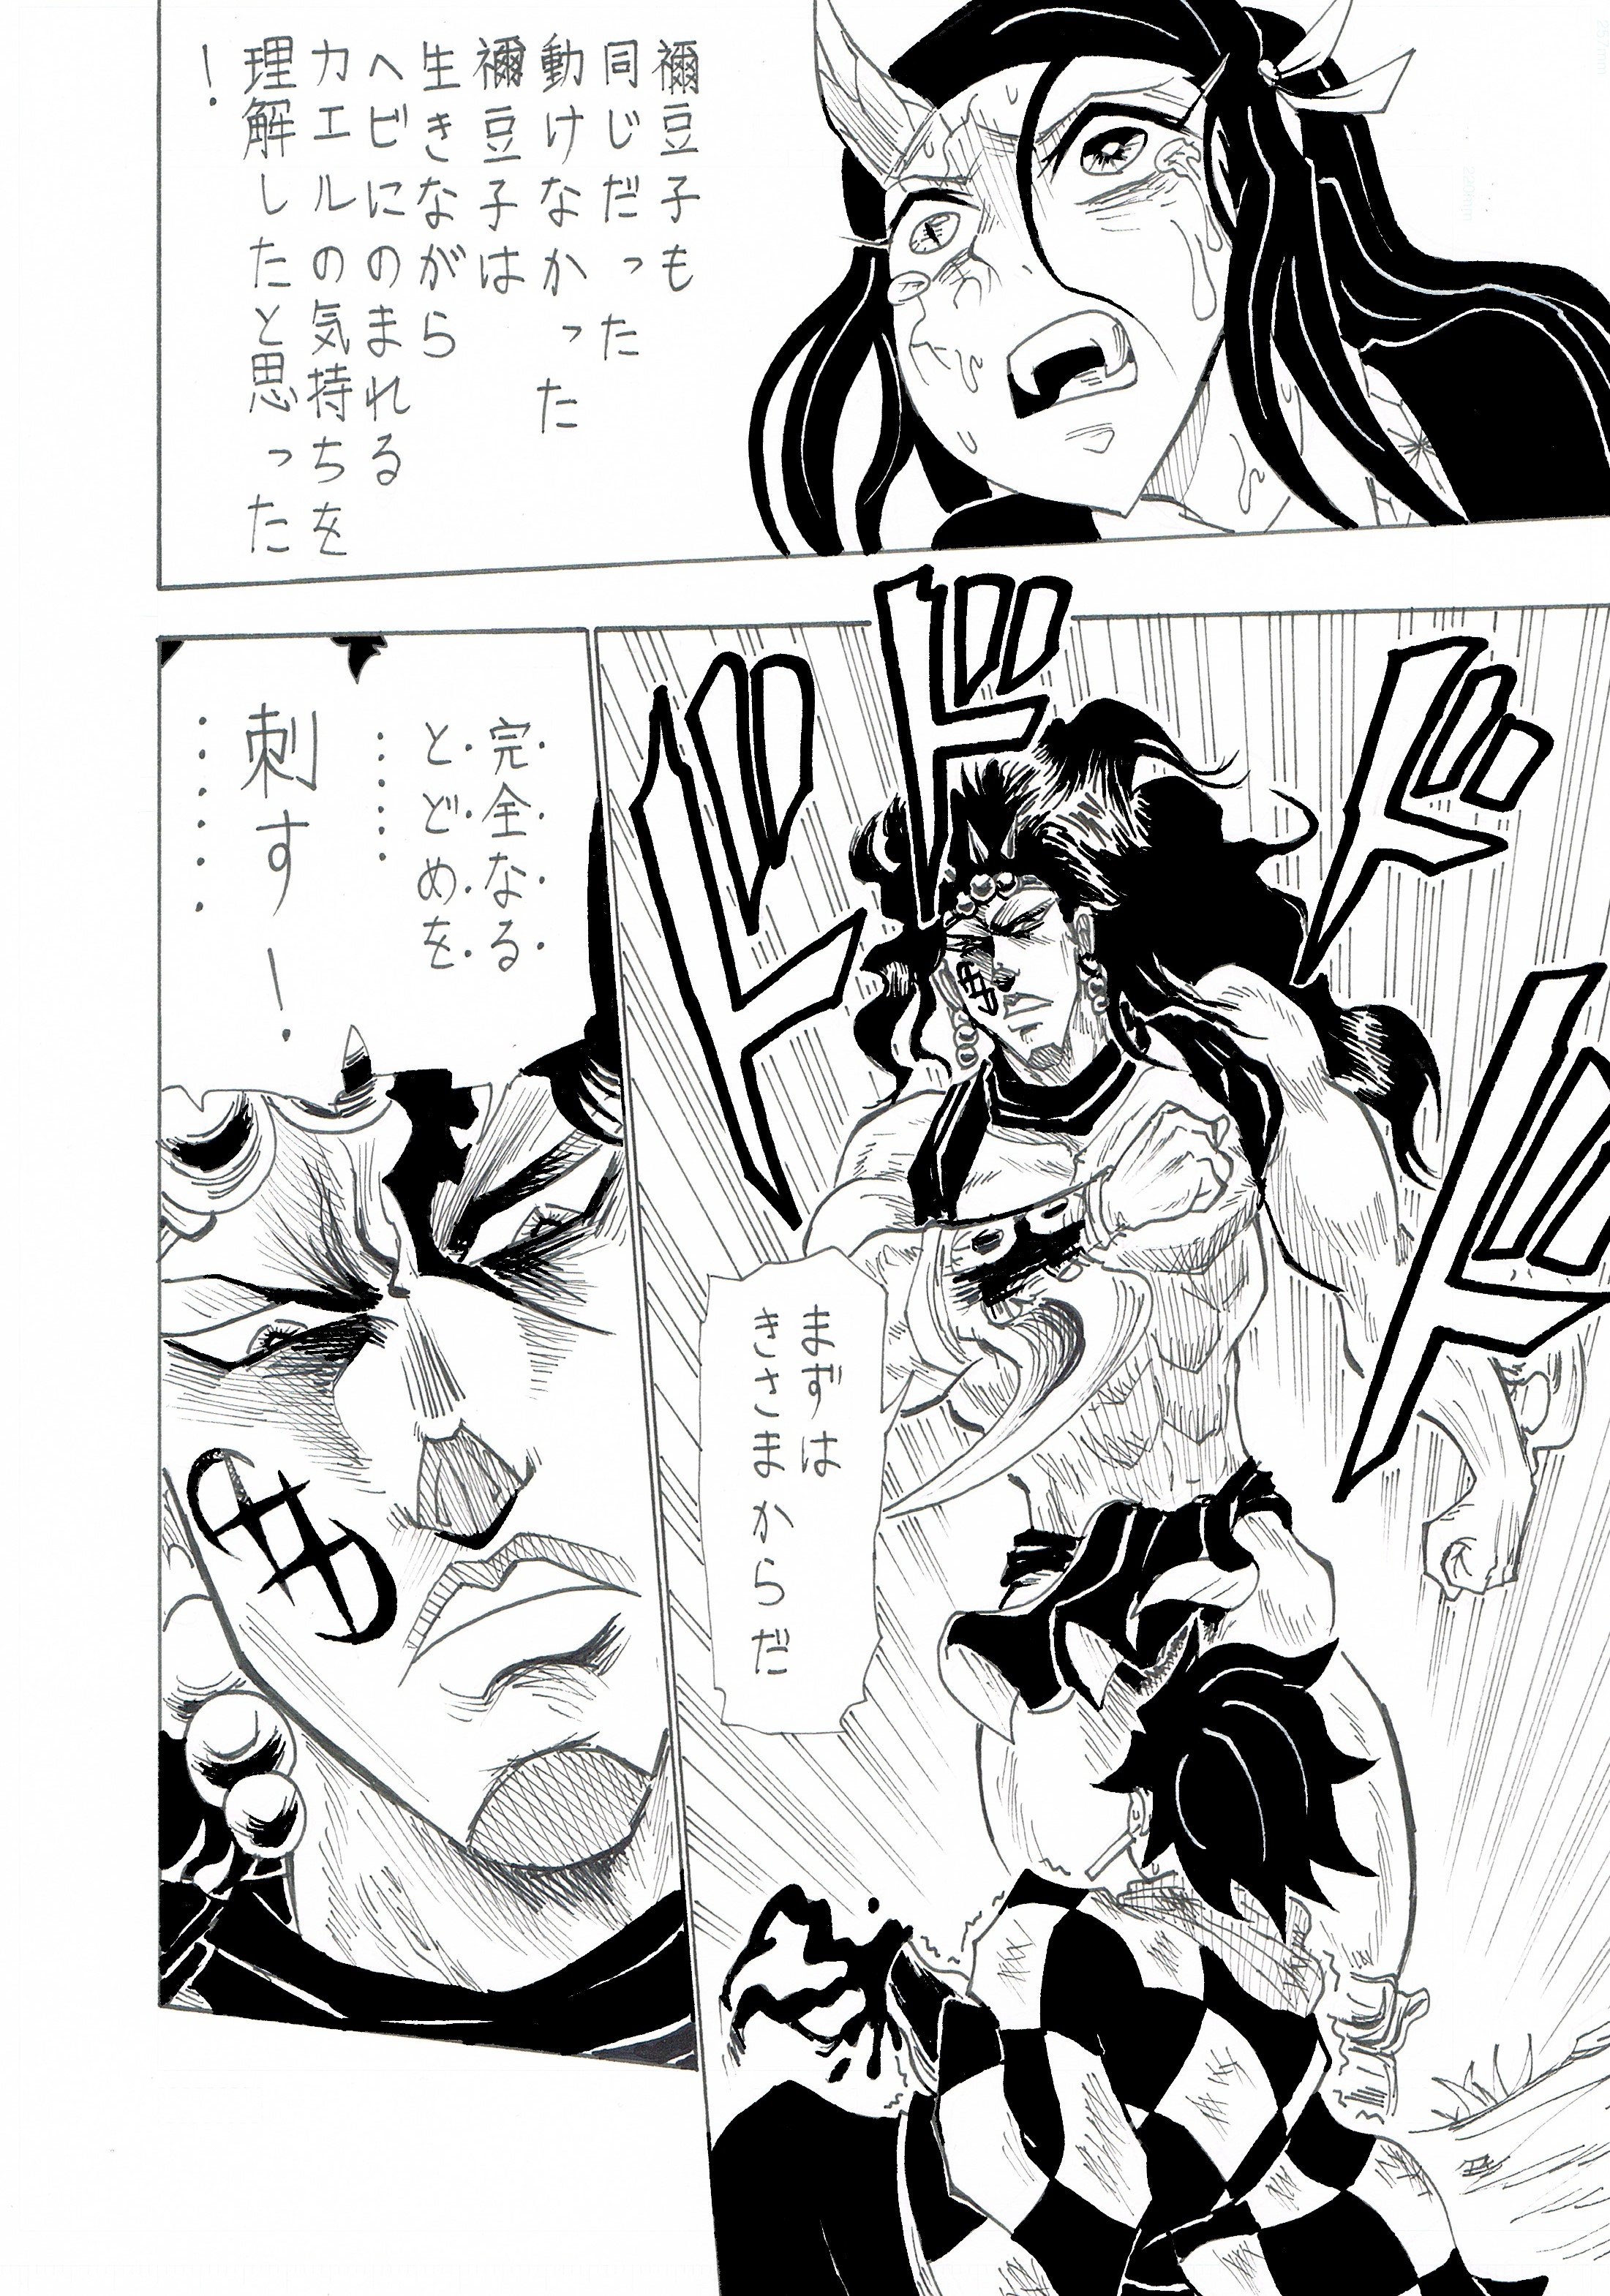 禰豆子も
同じだった
動けなかった
禰豆子は
生きながら
ヘビにのまれる
カエルの気持ちを
理解したと思った
！
ド
ド
ド
ド
まずは
きさまからだ
完全なる
とどめを
……
刺す！
……